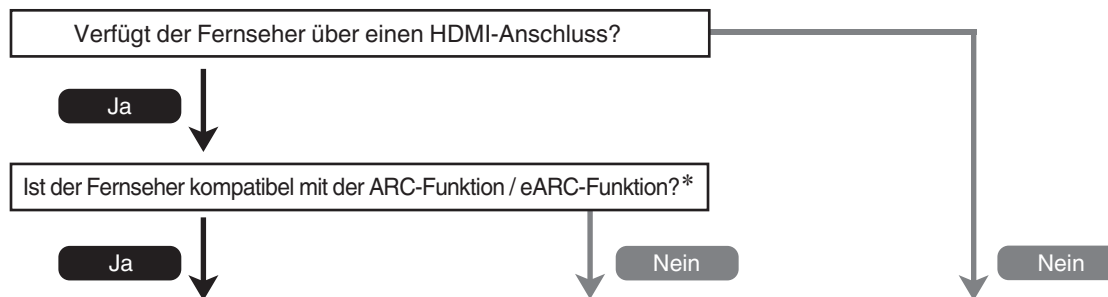 Verfügt der Fernseher über einen HDMI-Anschluss?
Ja
Ist der Fernseher kompatibel mit der ARC-Funktion / eARC-Funktion?*
Ja
Nein
Nein